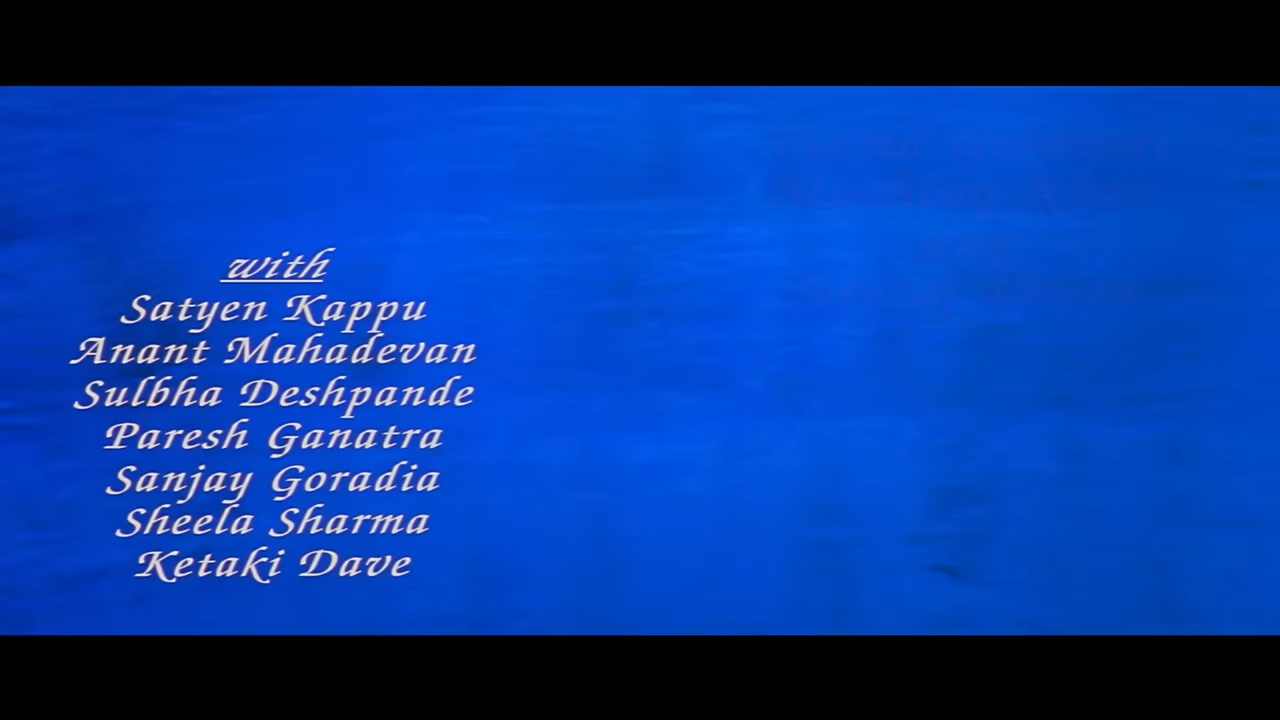 with
Satyen Kappu
Anant Mahadevan
Sulbha Deshpande
Paresh Ganatra
Sanjay Goradia
Sheela Sharma
Ketaki Dave